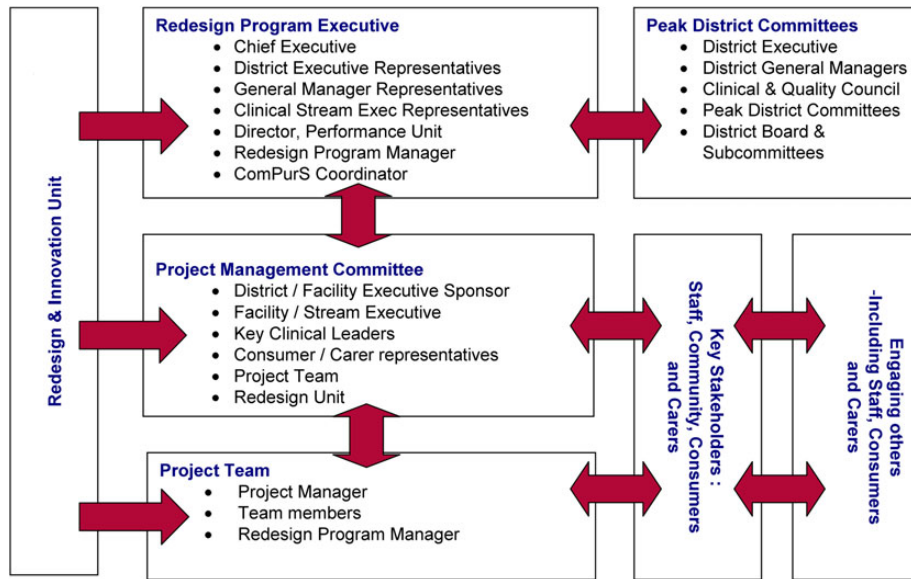 Redesign & Innovation Unit
Redesign Program Executive
• Chief Executive
• District Executive Representatives
• General Manager Representatives
• Clinical Stream Exec Representatives
• Director, Performance Unit
• Redesign Program Manager
• ComPurS Coordinator
Peak District Committees
• District Executive
• District General Managers
• Clinical & Quality Council
• Peak District Committees
• District Board &
Subcommittees
Project Management Committee
• District / Facility Executive Sponsor
• Facility / Stream Executive
• Key Clinical Leaders
• Consumer / Carer representatives
• Project Team
• Redesign Unit
Project Team
• Project Manager
• Team members
• Redesign Program Manager
Key Stakeholders :
Staff, Community, Consumers
and Carers
Engaging others
-Including Staff, Consumers
and Carers